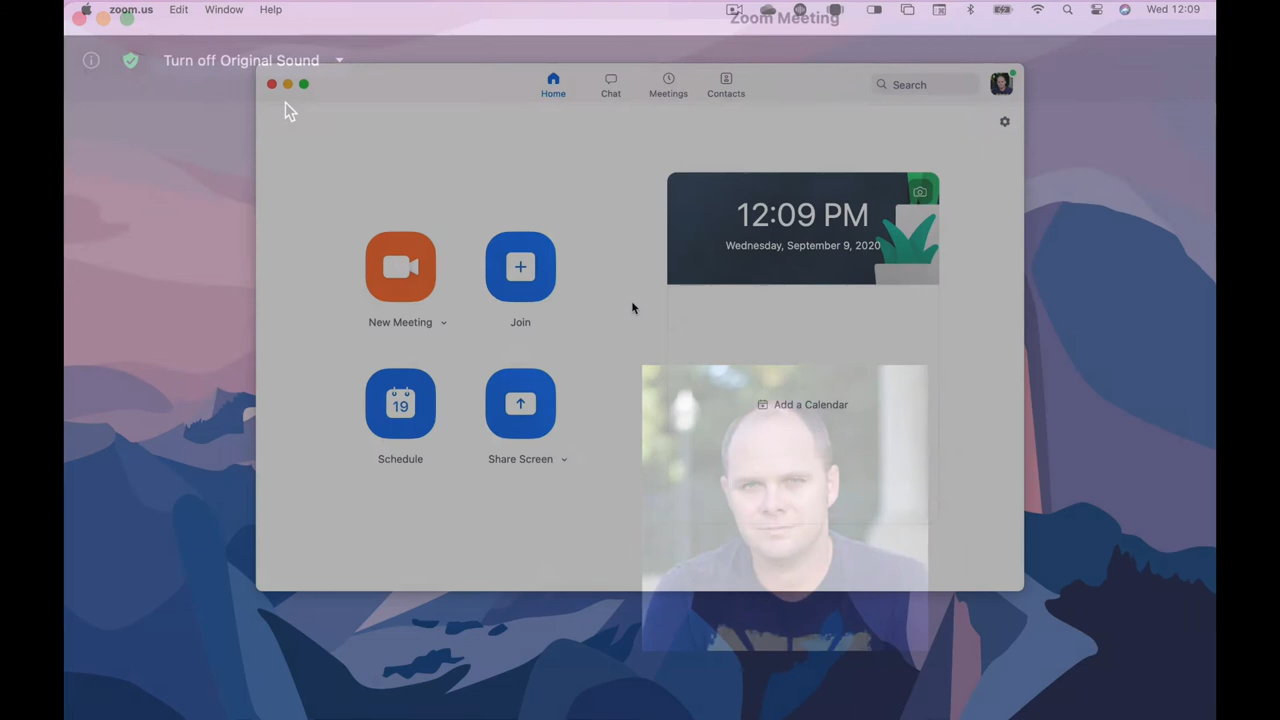 zoom.us Edit Window Help Wed 12:09
Zoom Meeting
Turn off Original Sound
Home Chat Meetings Contacts
Search
12:09 PM
Wednesday, September 9, 2020
New Meeting Join
Add a Calendar
19
Schedule Share Screen